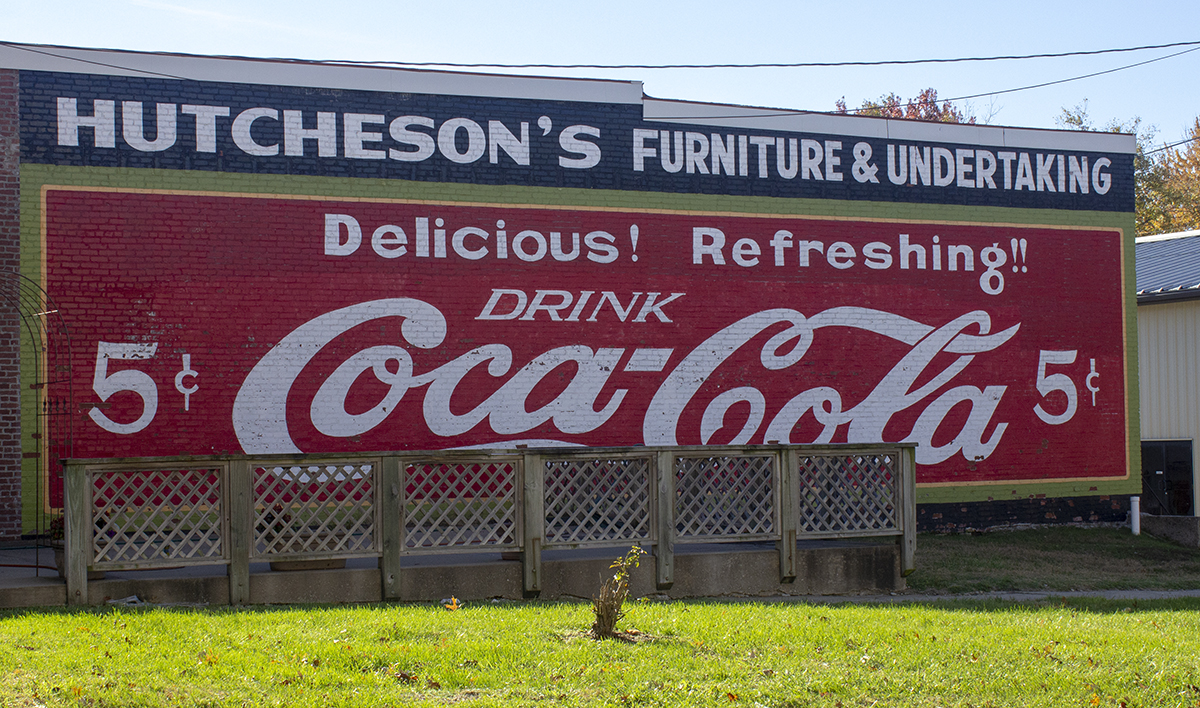 HUTCHESON'S FURNITURE & UNDERTAKING
Delicious! Refreshing!!
DRINK
5¢ Coca-Cola 5¢